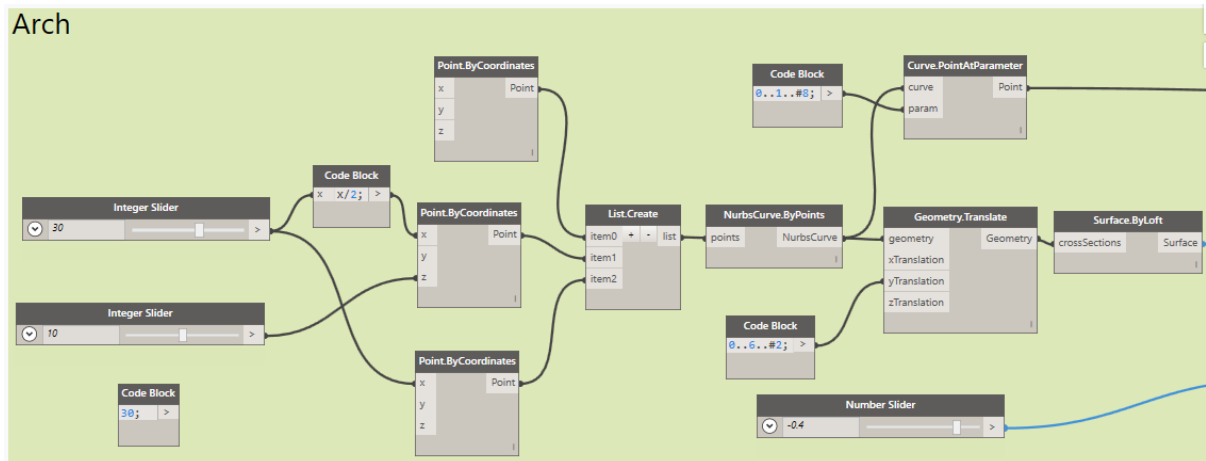 Arch
Point.ByCoordinates
x
Point
y
z
Code Block
0..1..#8; >
Curve.PointAtParameter
curve
Point
param
l
Integer Slider
30
>
Code Block
x x/2; >
Point.ByCoordinates
x
Point
y
z
l
List.Create
item0 + - list
item1
item2
l
NurbsCurve.ByPoints
points NurbsCurve
l
Geometry.Translate
geometry Geometry
xTranslation
yTranslation
zTranslation
l
Surface.ByLoft
crossSections Surface
l
Integer Slider
10
>
Code Block
0..6..#2; >
Point.ByCoordinates
x
Point
y
z
l
Code Block
30; >
Number Slider
-0.4
>